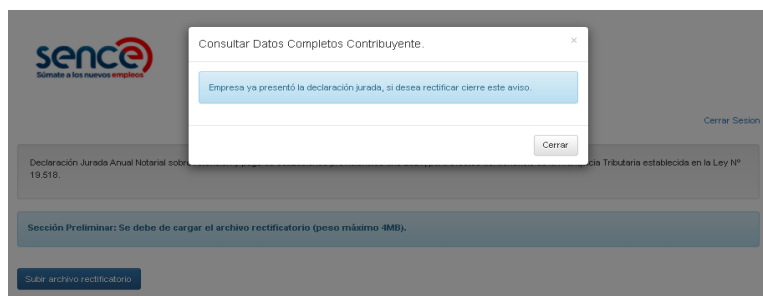 sence
Súmate a los nuevos empleos
Consultar Datos Completos Contribuyente.
×
Empresa ya presentó la declaración jurada, si desea rectificar cierre este aviso.
Cerrar
Cerrar Sesion
Declaración Jurada Anual Notarial sobre Tributaria establecida en la Ley Nº
19.518.
Sección Preliminar: Se debe de cargar el archivo rectificatorio (peso máximo 4MB).
Subir archivo rectificatorio